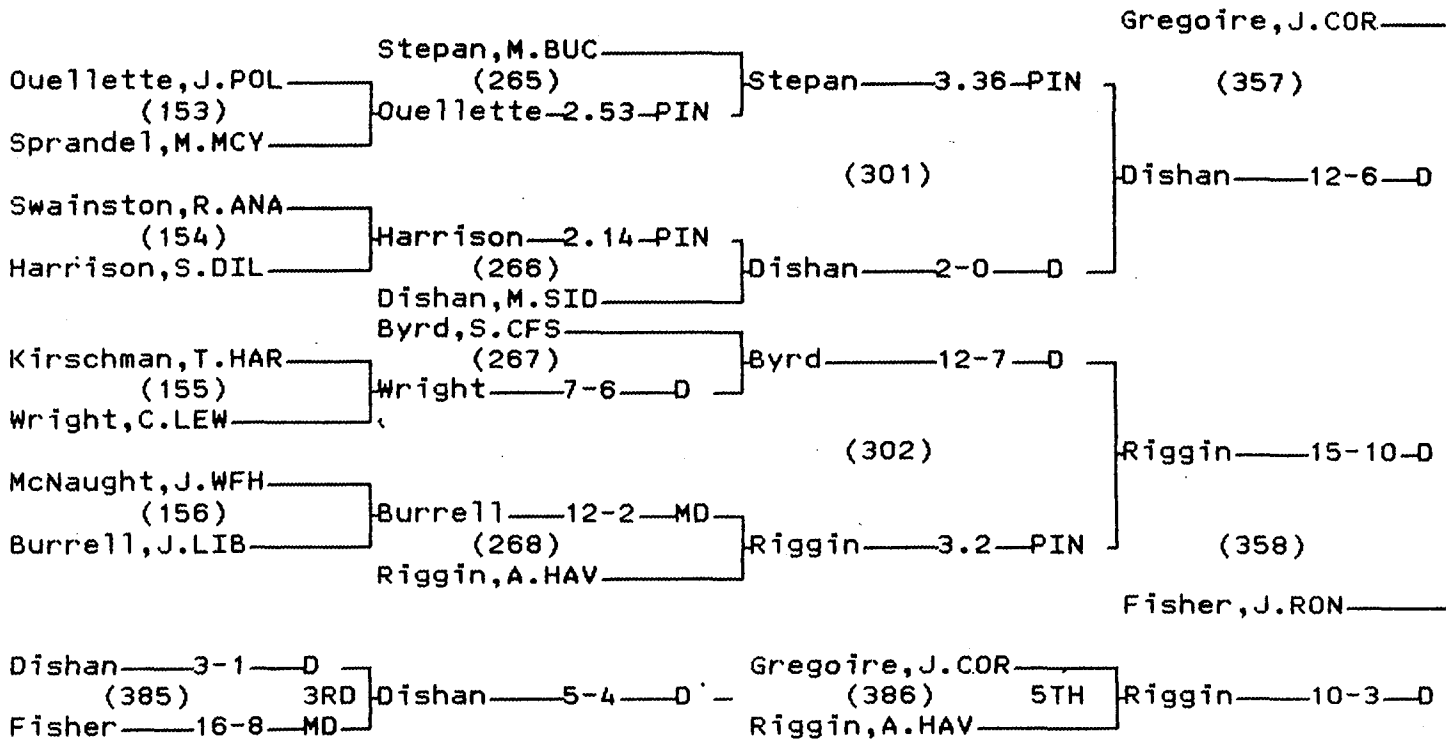 Gregoire,J.COR
Stepan,M.BUC
Ouellette,J.POL (265) Stepan 3.36 PIN (357)
(153) Ouellette 2.53 PIN
Sprandel,M.MCY
(301) Dishan 12-6 D
Swainston,R.ANA
(154) Harrison 2.14 PIN
Harrison,S.DIL (266) Dishan 2-0 D
Dishan,M.SID
Byrd,S.CFS
Kirschman,T.HAR (267) Byrd 12-7 D
(155) Wright 7-6 D
Wright,C.LEW
(302) Riggin 15-10 D
McNaught,J.WFH
(156) Burrell 12-2 MD
Burrell,J.LIB (268) Riggin 3.2 PIN (358)
Riggin,A.HAV
Fisher,J.RON
Dishan 3-1 D Gregoire,J.COR
(385) 3RD Dishan 5-4 D (386) 5TH Riggin 10-3 D
Fisher 16-8 MD Riggin,A.HAV